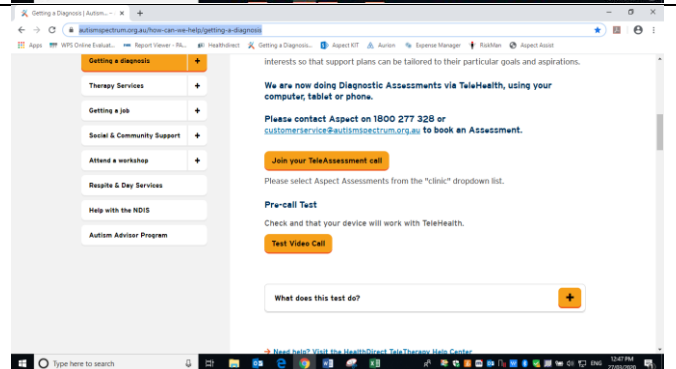 Getting a Diagnosis | Autism...
autismspectrum.org.au/how-can-we-help/getting-a-diagnosis
Apps
WPS Online Evaluat...
Report Viewer - RiL...
Healthdirect
Getting a Diagnosis...
Aspect KIT
Aurion
Expense Manager
RiskMan
Aspect Assist
Getting a diagnosis +
Therapy Services +
Getting a job +
Social & Community Support +
Attend a workshop +
Respite & Day Services
Help with the NDIS
Autism Advisor Program
interests so that support plans can be tailored to their particular goals and aspirations.
We are now doing Diagnostic Assessments via TeleHealth, using your
computer, tablet or phone.
Please contact Aspect on 1800 277 328 or
customerservice@autismspectrum.org.au to book an Assessment.
Join your TeleAssessment call
Please select Aspect Assessments from the "clinic" dropdown list.
Pre-call Test
Check and that your device will work with TeleHealth.
Test Video Call
What does this test do? +
→ Need help? Visit the HealthDirect TeleTherapy Help Center
Type here to search
ENG
12:47 PM
27/03/2020